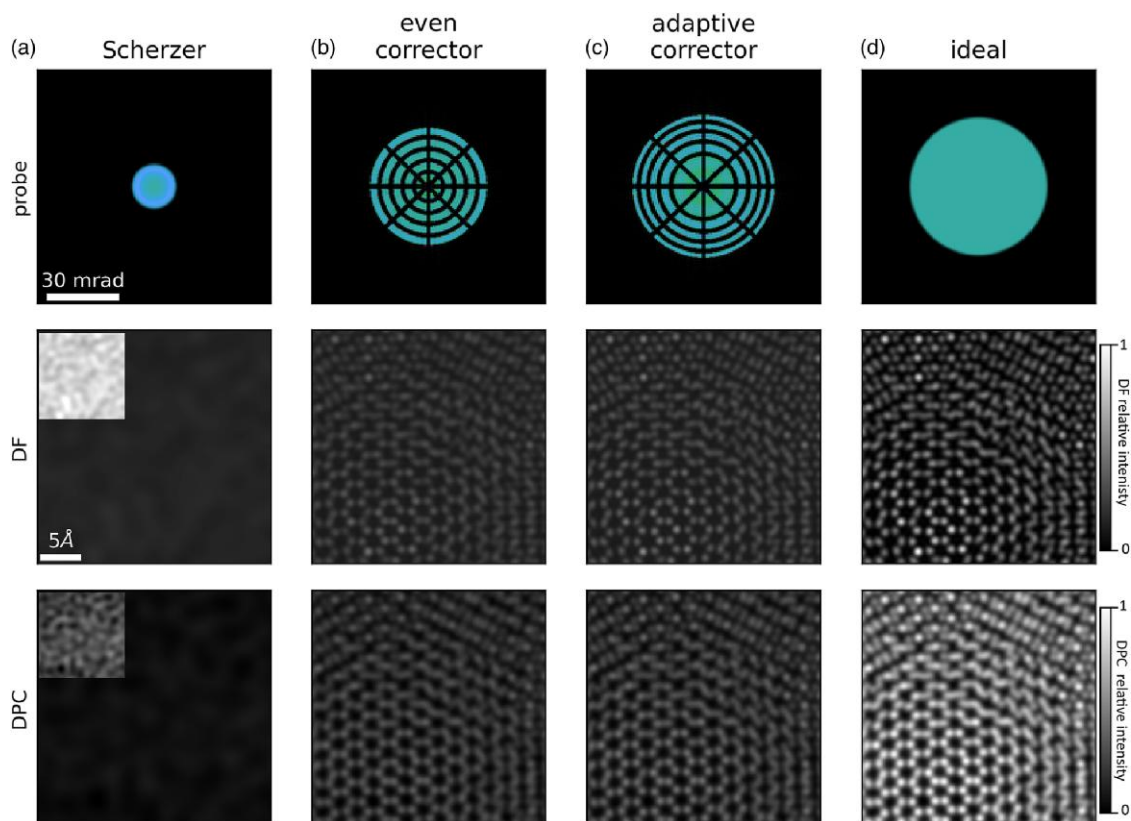 (a)
Scherzer
(b)
even
corrector
(c)
adaptive
corrector
(d)
ideal
probe
30 mrad
DF
5Å
1
DF relative intenisty
0
DPC
1
DPC relative intensity
0